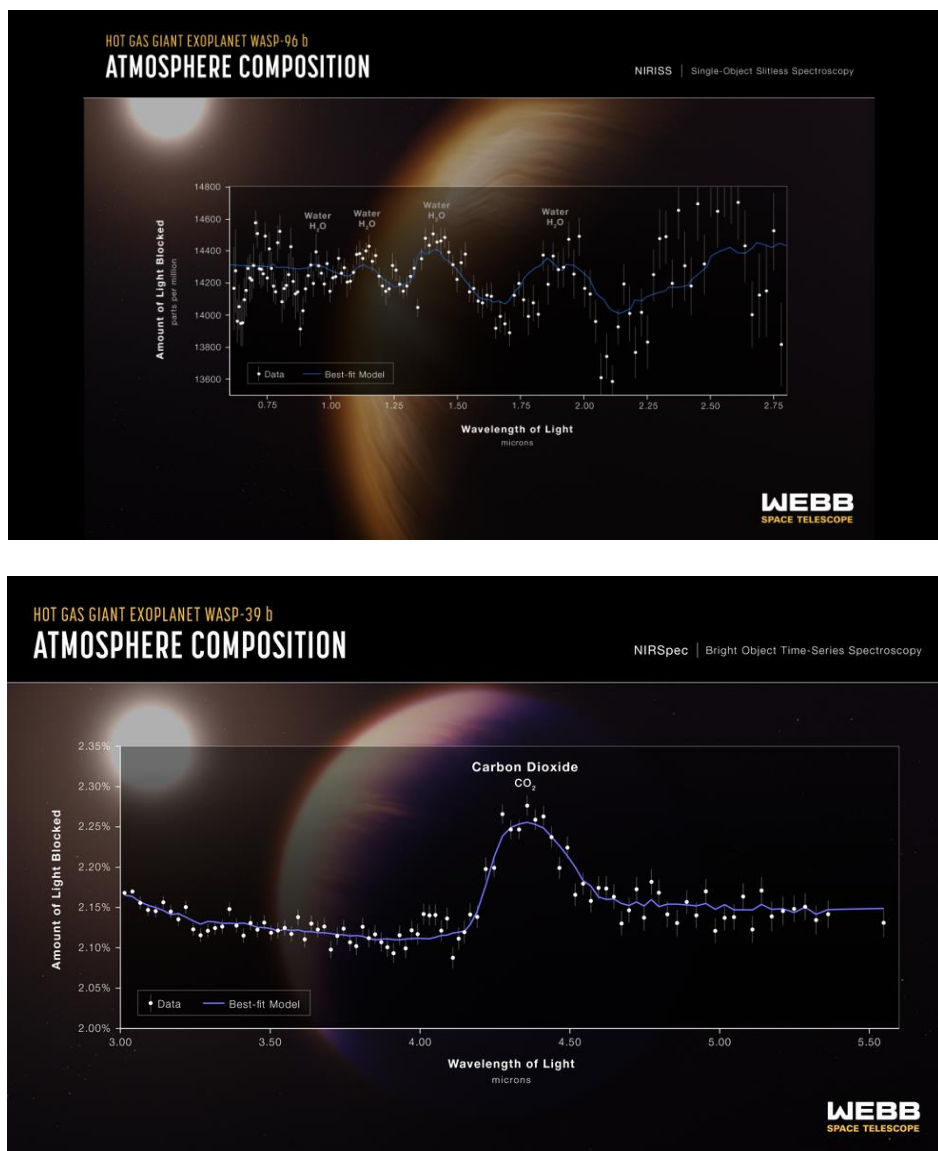 HOT GAS GIANT EXOPLANET WASP-96 b
ATMOSPHERE COMPOSITION
NIRISS | Single-Object Slitless Spectroscopy
14800
14600
14400
14200
14000
13800
13600
Amount of Light Blocked
parts per million
Water
H₂O
Water
H₂O
Water
H₂O
Water
H₂O
Data
Best-fit Model
0.75 1.00 1.25 1.50 1.75 2.00 2.25 2.50 2.75
Wavelength of Light
microns
WEBB
SPACE TELESCOPE
HOT GAS GIANT EXOPLANET WASP-39 b
ATMOSPHERE COMPOSITION
NIRSpec | Bright Object Time-Series Spectroscopy
2.35%
2.30%
2.25%
2.20%
2.15%
2.10%
2.05%
2.00%
Amount of Light Blocked
Carbon Dioxide
CO₂
Data
Best-fit Model
3.00 3.50 4.00 4.50 5.00 5.50
Wavelength of Light
microns
WEBB
SPACE TELESCOPE